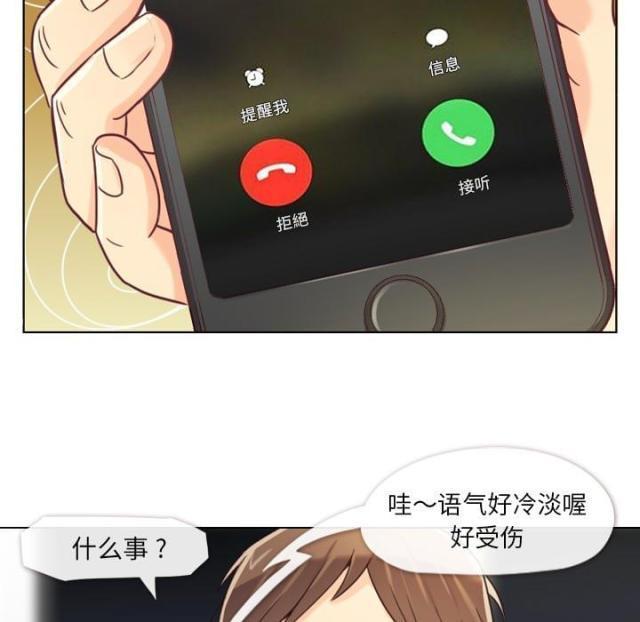 信息
提醒我
接听
拒絕
哇～语气好冷淡喔
好受伤
什么事？